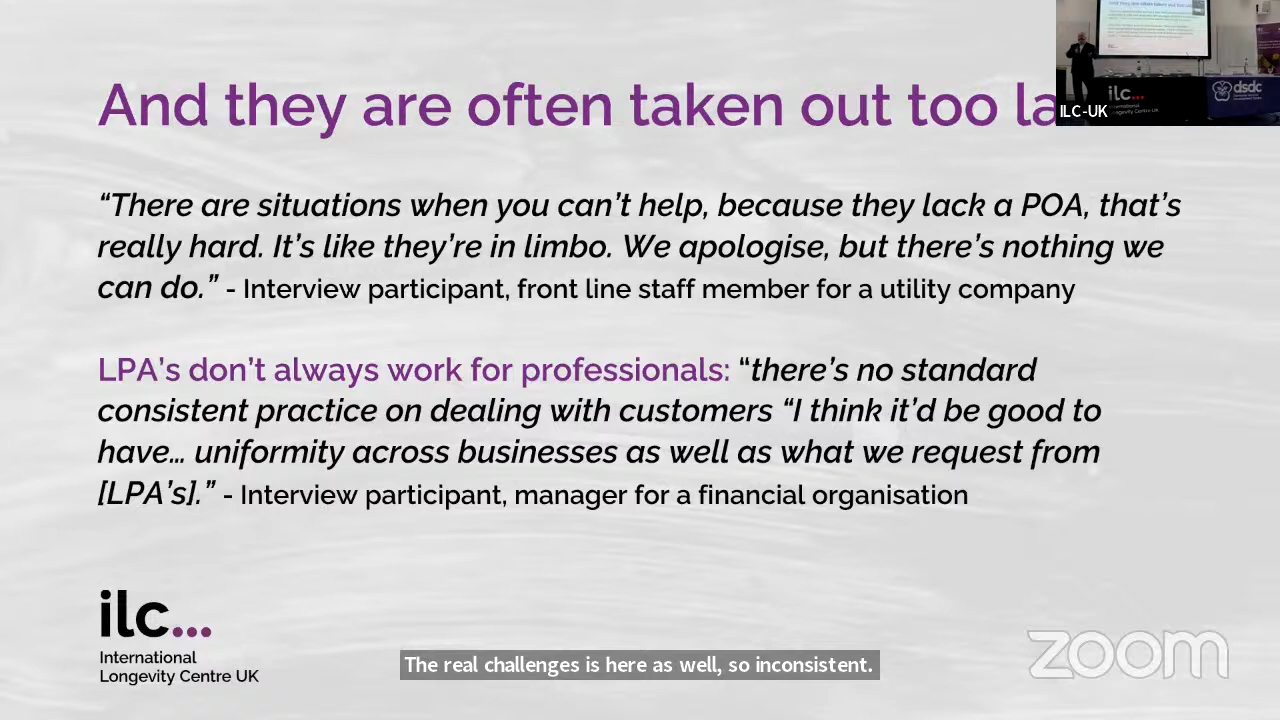 And they are often taken out too la
ILC-UK
ilc...
dsdc
“There are situations when you can’t help, because they lack a POA, that’s
really hard. It’s like they’re in limbo. We apologise, but there’s nothing we
can do.” - Interview participant, front line staff member for a utility company
LPA’s don’t always work for professionals: “there’s no standard
consistent practice on dealing with customers “I think it’d be good to
have… uniformity across businesses as well as what we request from
[LPA’s].” - Interview participant, manager for a financial organisation
ilc...
International
Longevity Centre UK
The real challenges is here as well, so inconsistent.
zoom